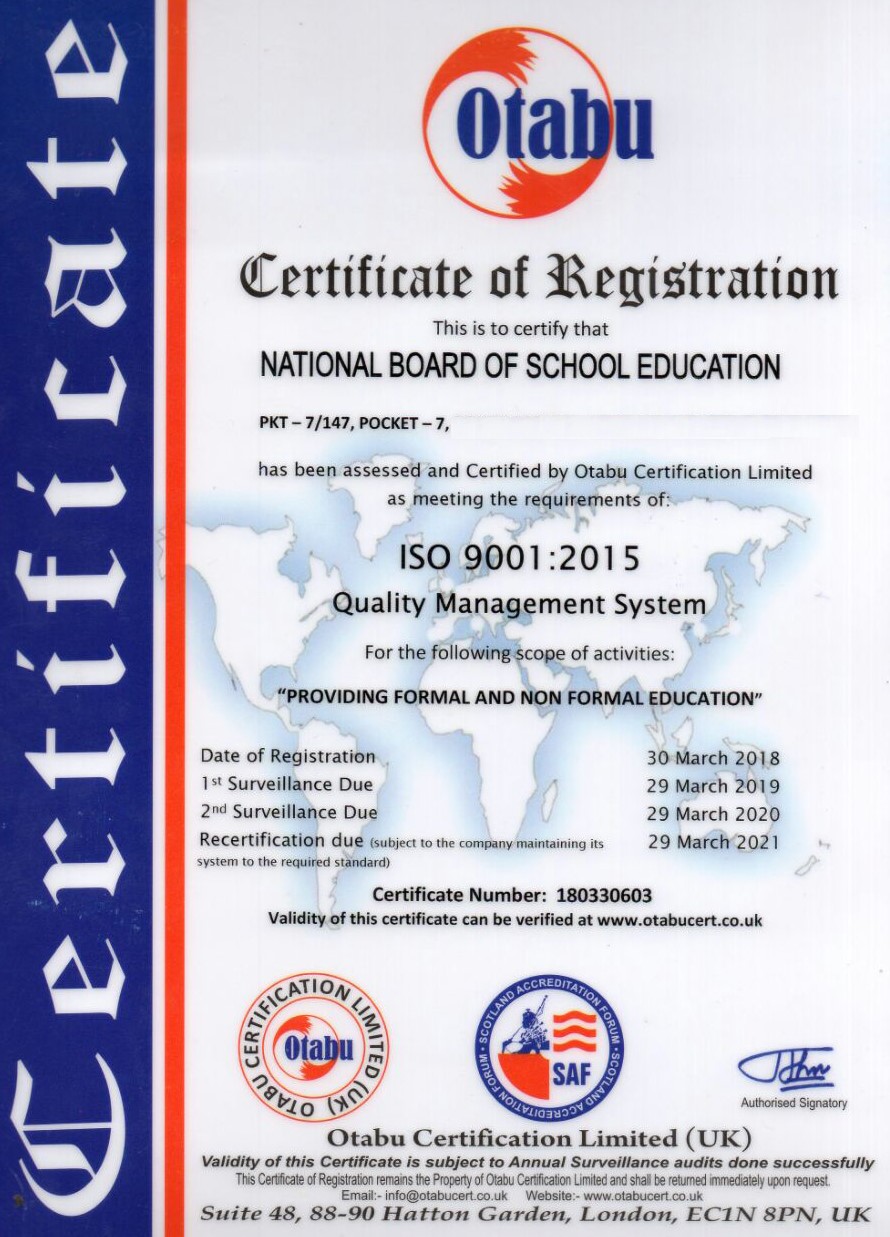 Certificate
Otabu
Certificate of Registration
This is to certify that
NATIONAL BOARD OF SCHOOL EDUCATION
PKT – 7/147, POCKET – 7,
has been assessed and Certified by Otabu Certification Limited
as meeting the requirements of:
ISO 9001:2015
Quality Management System
For the following scope of activities:
“PROVIDING FORMAL AND NON FORMAL EDUCATION”
Date of Registration 30 March 2018
1st Surveillance Due 29 March 2019
2nd Surveillance Due 29 March 2020
Recertification due (subject to the company maintaining its 29 March 2021
system to the required standard)
Certificate Number: 180330603
Validity of this certificate can be verified at www.otabucert.co.uk
OTABU CERTIFICATION LIMITED (UK)
Otabu
SCOTLAND ACCREDITATION FORUM • SCOTLAND ACCREDITATION FORUM •
SAF
Authorised Signatory
Otabu Certification Limited (UK)
Validity of this Certificate is subject to Annual Surveillance audits done successfully
This Certificate of Registration remains the Property of Otabu Certification Limited and shall be returned immediately upon request.
Email:- info@otabucert.co.uk Website:- www.otabucert.co.uk
Suite 48, 88-90 Hatton Garden, London, EC1N 8PN, UK